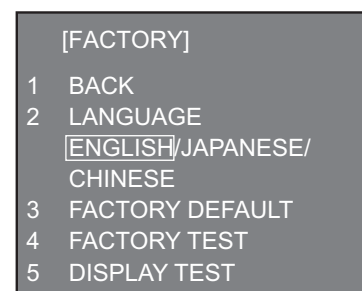 [FACTORY]
1 BACK
2 LANGUAGE
ENGLISH/JAPANESE/
CHINESE
3 FACTORY DEFAULT
4 FACTORY TEST
5 DISPLAY TEST